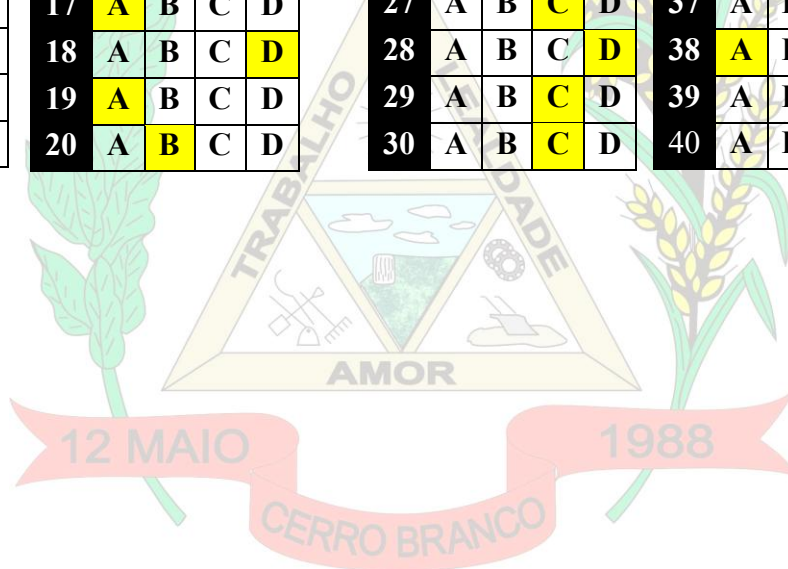 17 A B C D 27 A B C D 37 A
18 A B C D 28 A B C D 38 A
19 A B C D 29 A B C D 39 A
20 A B C D 30 A B C D 40 A
TRABALHO
LEALDADE
AMOR
12 MAIO 1988
CERRO BRANCO